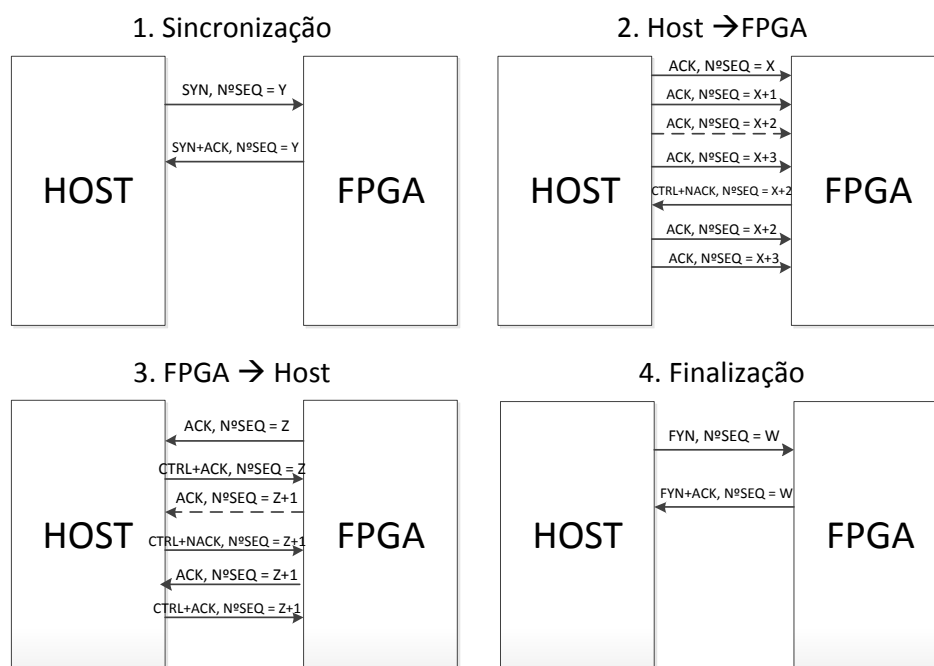 1. Sincronização
HOST
SYN, NºSEQ = Y
SYN+ACK, NºSEQ = Y
FPGA
2. Host →FPGA
HOST
ACK, NºSEQ = X
ACK, NºSEQ = X+1
ACK, NºSEQ = X+2
ACK, NºSEQ = X+3
CTRL+NACK, NºSEQ = X+2
ACK, NºSEQ = X+2
ACK, NºSEQ = X+3
FPGA
3. FPGA → Host
HOST
ACK, NºSEQ = Z
CTRL+ACK, NºSEQ = Z
ACK, NºSEQ = Z+1
CTRL+NACK, NºSEQ = Z+1
ACK, NºSEQ = Z+1
CTRL+ACK, NºSEQ = Z+1
FPGA
4. Finalização
HOST
FYN, NºSEQ = W
FYN+ACK, NºSEQ = W
FPGA